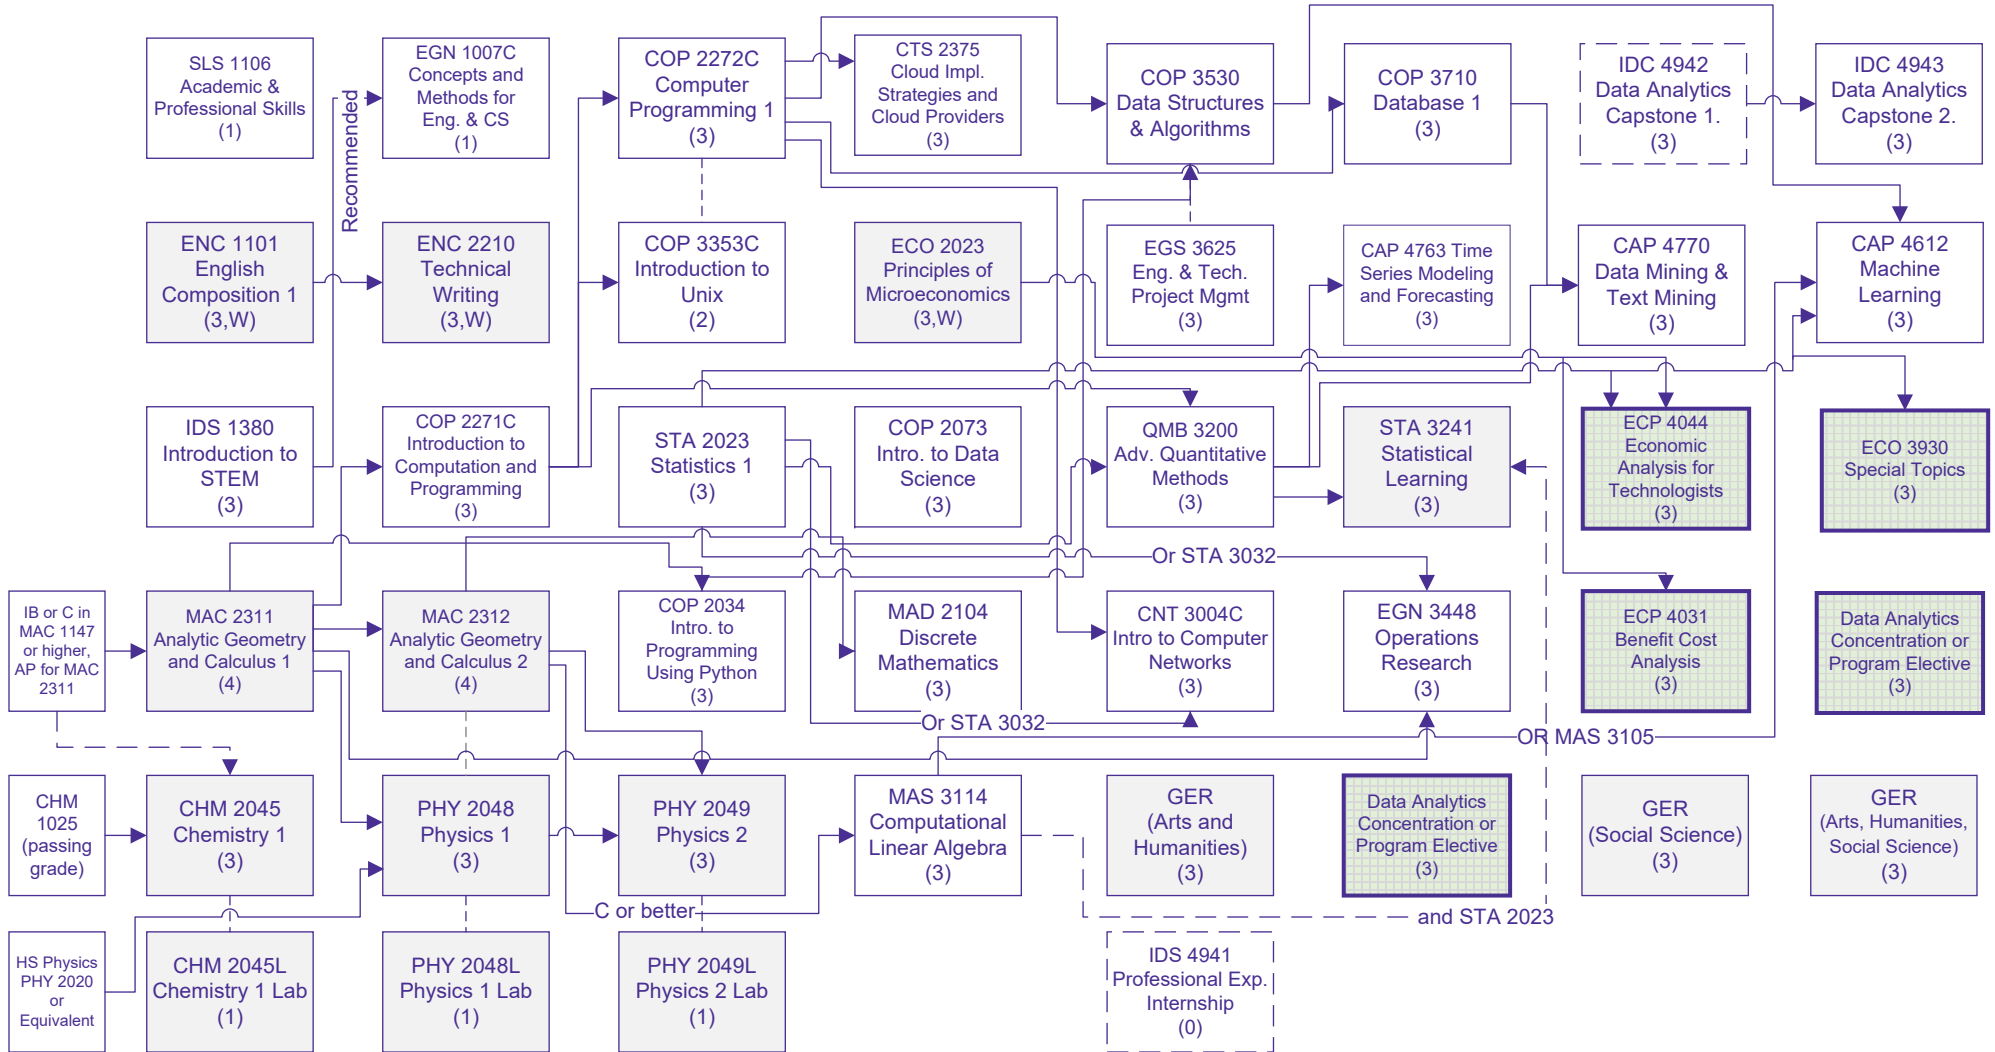 SLS 1106
Academic &
Professional Skills
(1)
EGN 1007C
Concepts and
Methods for
Eng. & CS
(1)
COP 2272C
Computer
Programming 1
(3)
CTS 2375
Cloud Impl.
Strategies and
Cloud Providers
(3)
COP 3530
Data Structures
& Algorithms
COP 3710
Database 1
(3)
IDC 4942
Data Analytics
Capstone 1.
(3)
IDC 4943
Data Analytics
Capstone 2.
(3)
Recommended
ENC 1101
English
Composition 1
(3,W)
ENC 2210
Technical
Writing
(3,W)
COP 3353C
Introduction to
Unix
(2)
ECO 2023
Principles of
Microeconomics
(3,W)
EGS 3625
Eng. & Tech.
Project Mgmt
(3)
CAP 4763 Time
Series Modeling
and Forecasting
(3)
CAP 4770
Data Mining &
Text Mining
(3)
CAP 4612
Machine
Learning
(3)
IDS 1380
Introduction to
STEM
(3)
COP 2271C
Introduction to
Computation and
Programming
(3)
STA 2023
Statistics 1
(3)
COP 2073
Intro. to Data
Science
(3)
QMB 3200
Adv. Quantitative
Methods
(3)
STA 3241
Statistical
Learning
(3)
ECP 4044
Economic
Analysis for
Technologists
(3)
ECO 3930
Special Topics
(3)
Or STA 3032
IB or C in
MAC 1147
or higher,
AP for MAC
2311
MAC 2311
Analytic Geometry
and Calculus 1
(4)
MAC 2312
Analytic Geometry
and Calculus 2
(4)
COP 2034
Intro. to
Programming
Using Python
(3)
MAD 2104
Discrete
Mathematics
(3)
CNT 3004C
Intro to Computer
Networks
(3)
EGN 3448
Operations
Research
(3)
ECP 4031
Benefit Cost
Analysis
(3)
Data Analytics
Concentration or
Program Elective
(3)
Or STA 3032
OR MAS 3105
CHM
1025
(passing
grade)
CHM 2045
Chemistry 1
(3)
PHY 2048
Physics 1
(3)
PHY 2049
Physics 2
(3)
MAS 3114
Computational
Linear Algebra
(3)
GER
(Arts and
Humanities)
(3)
Data Analytics
Concentration or
Program Elective
(3)
GER
(Social Science)
(3)
GER
(Arts, Humanities,
Social Science)
(3)
C or better
and STA 2023
HS Physics
PHY 2020
or
Equivalent
CHM 2045L
Chemistry 1 Lab
(1)
PHY 2048L
Physics 1 Lab
(1)
PHY 2049L
Physics 2 Lab
(1)
IDS 4941
Professional Exp.
Internship
(0)